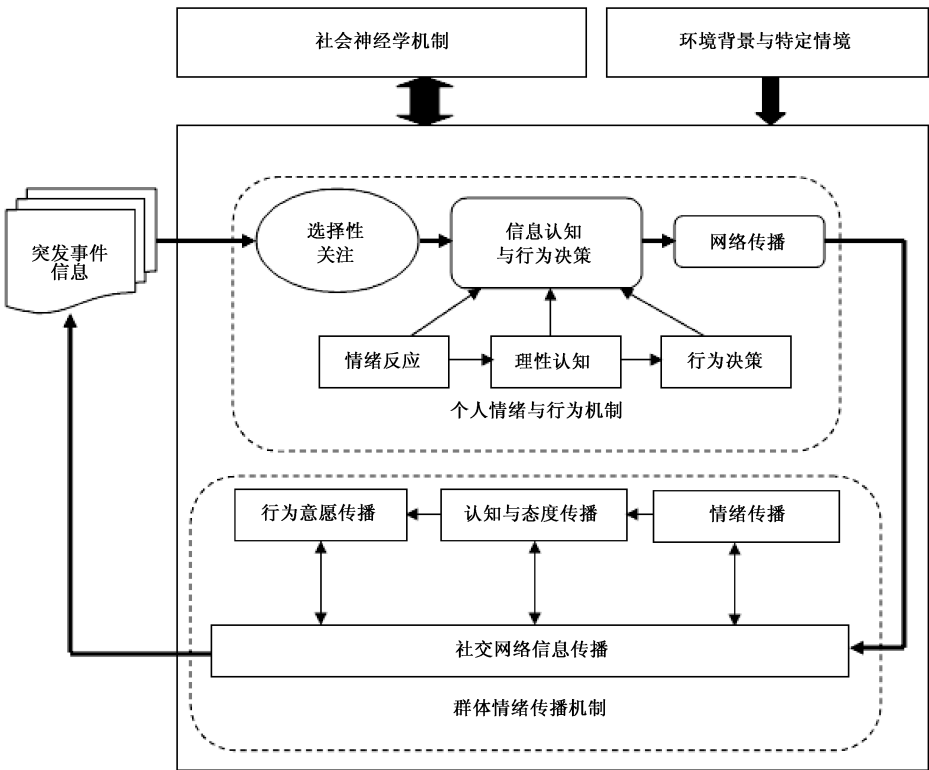 社会神经学机制
环境背景与特定情境
突发事件
信息
选择性
关注
信息认知
与行为决策
网络传播
情绪反应
理性认知
行为决策
个人情绪与行为机制
行为意愿传播
认知与态度传播
情绪传播
社交网络信息传播
群体情绪传播机制